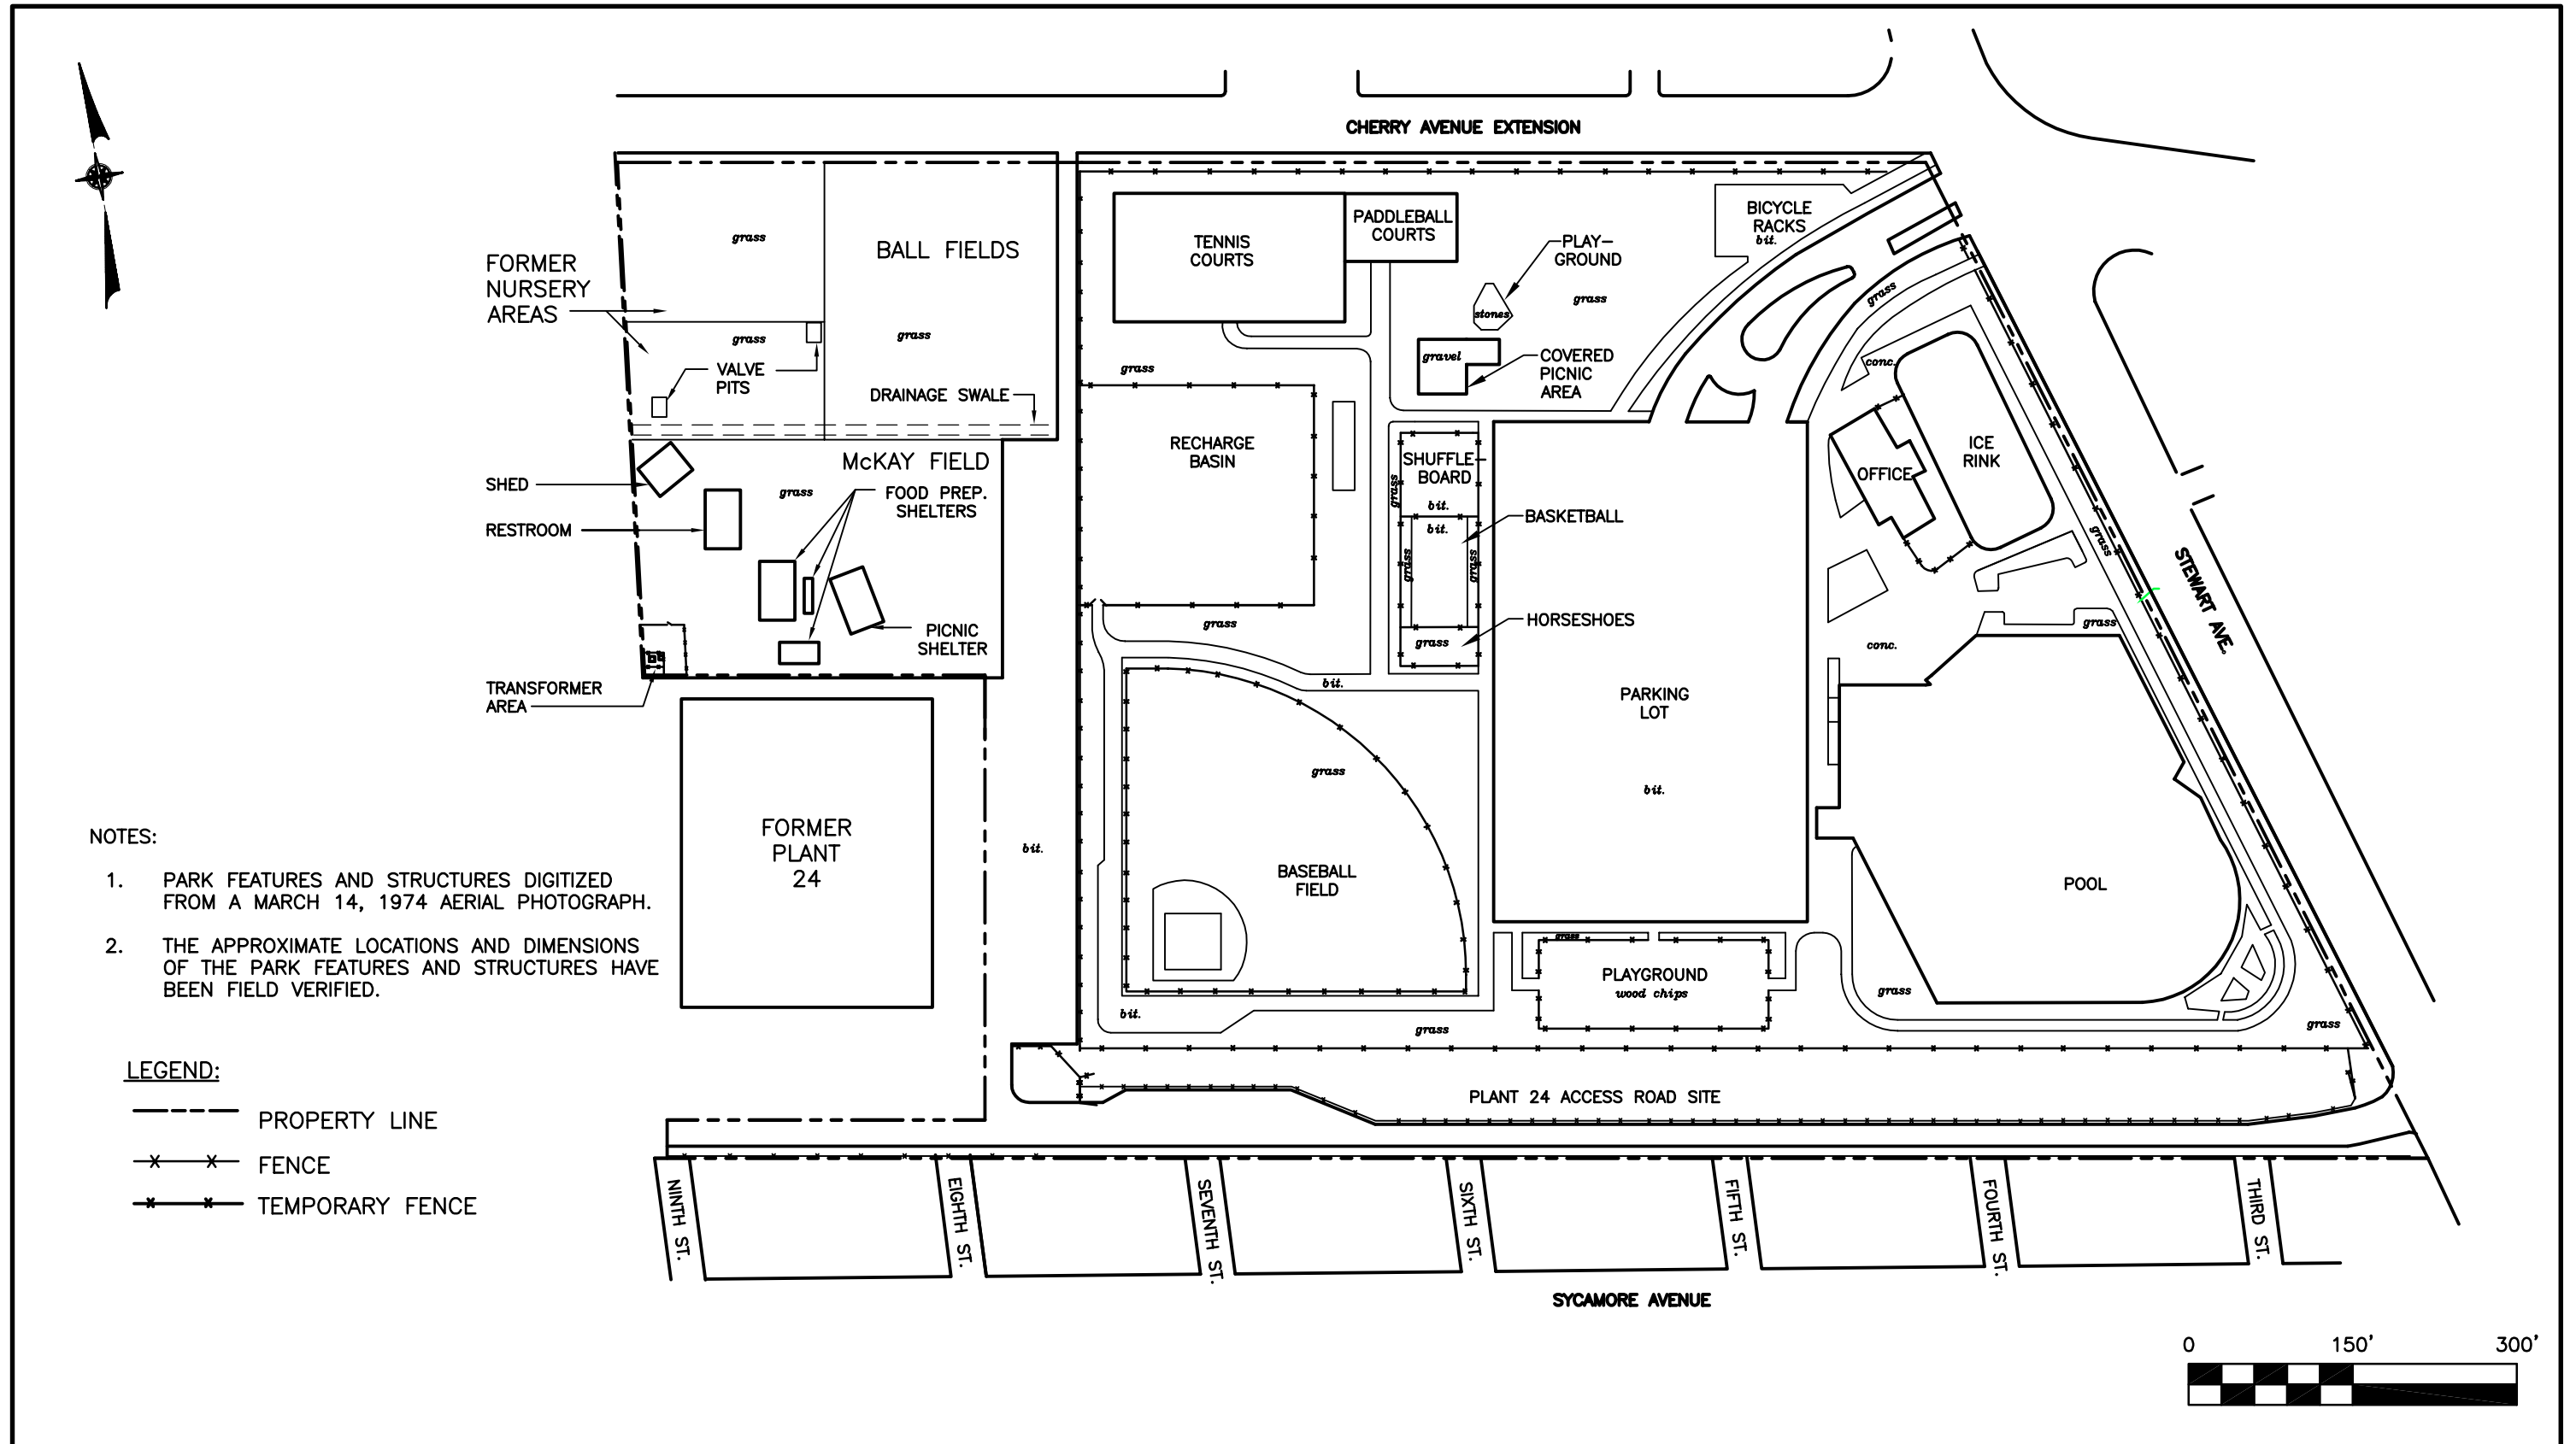 CHERRY AVENUE EXTENSION
grass
BALL FIELDS
FORMER
NURSERY
AREAS
grass
grass
VALVE
PITS
DRAINAGE SWALE
TENNIS
COURTS
PADDLEBALL
COURTS
PLAY-
GROUND
stones
grass
BICYCLE
RACKS
bit.
grass
gravel
COVERED
PICNIC
AREA
grass
conc.
RECHARGE
BASIN
SHUFFLE-
BOARD
bit.
grass
bit.
BASKETBALL
grass
grass
HORSESHOES
grass
OFFICE
ICE
RINK
grass
STEWART AVE.
McKAY FIELD
SHED
grass
FOOD PREP.
SHELTERS
RESTROOM
PICNIC
SHELTER
TRANSFORMER
AREA
grass
bit.
PARKING
LOT
bit.
conc.
grass
FORMER
PLANT
24
bit.
grass
BASEBALL
FIELD
POOL
grass
PLAYGROUND
wood chips
grass
bit.
grass
grass
PLANT 24 ACCESS ROAD SITE
NOTES:
1. PARK FEATURES AND STRUCTURES DIGITIZED
FROM A MARCH 14, 1974 AERIAL PHOTOGRAPH.
2. THE APPROXIMATE LOCATIONS AND DIMENSIONS
OF THE PARK FEATURES AND STRUCTURES HAVE
BEEN FIELD VERIFIED.
LEGEND:
PROPERTY LINE
FENCE
TEMPORARY FENCE
NINTH ST.
EIGHTH ST.
SEVENTH ST.
SIXTH ST.
FIFTH ST.
FOURTH ST.
THIRD ST.
SYCAMORE AVENUE
0 150' 300'